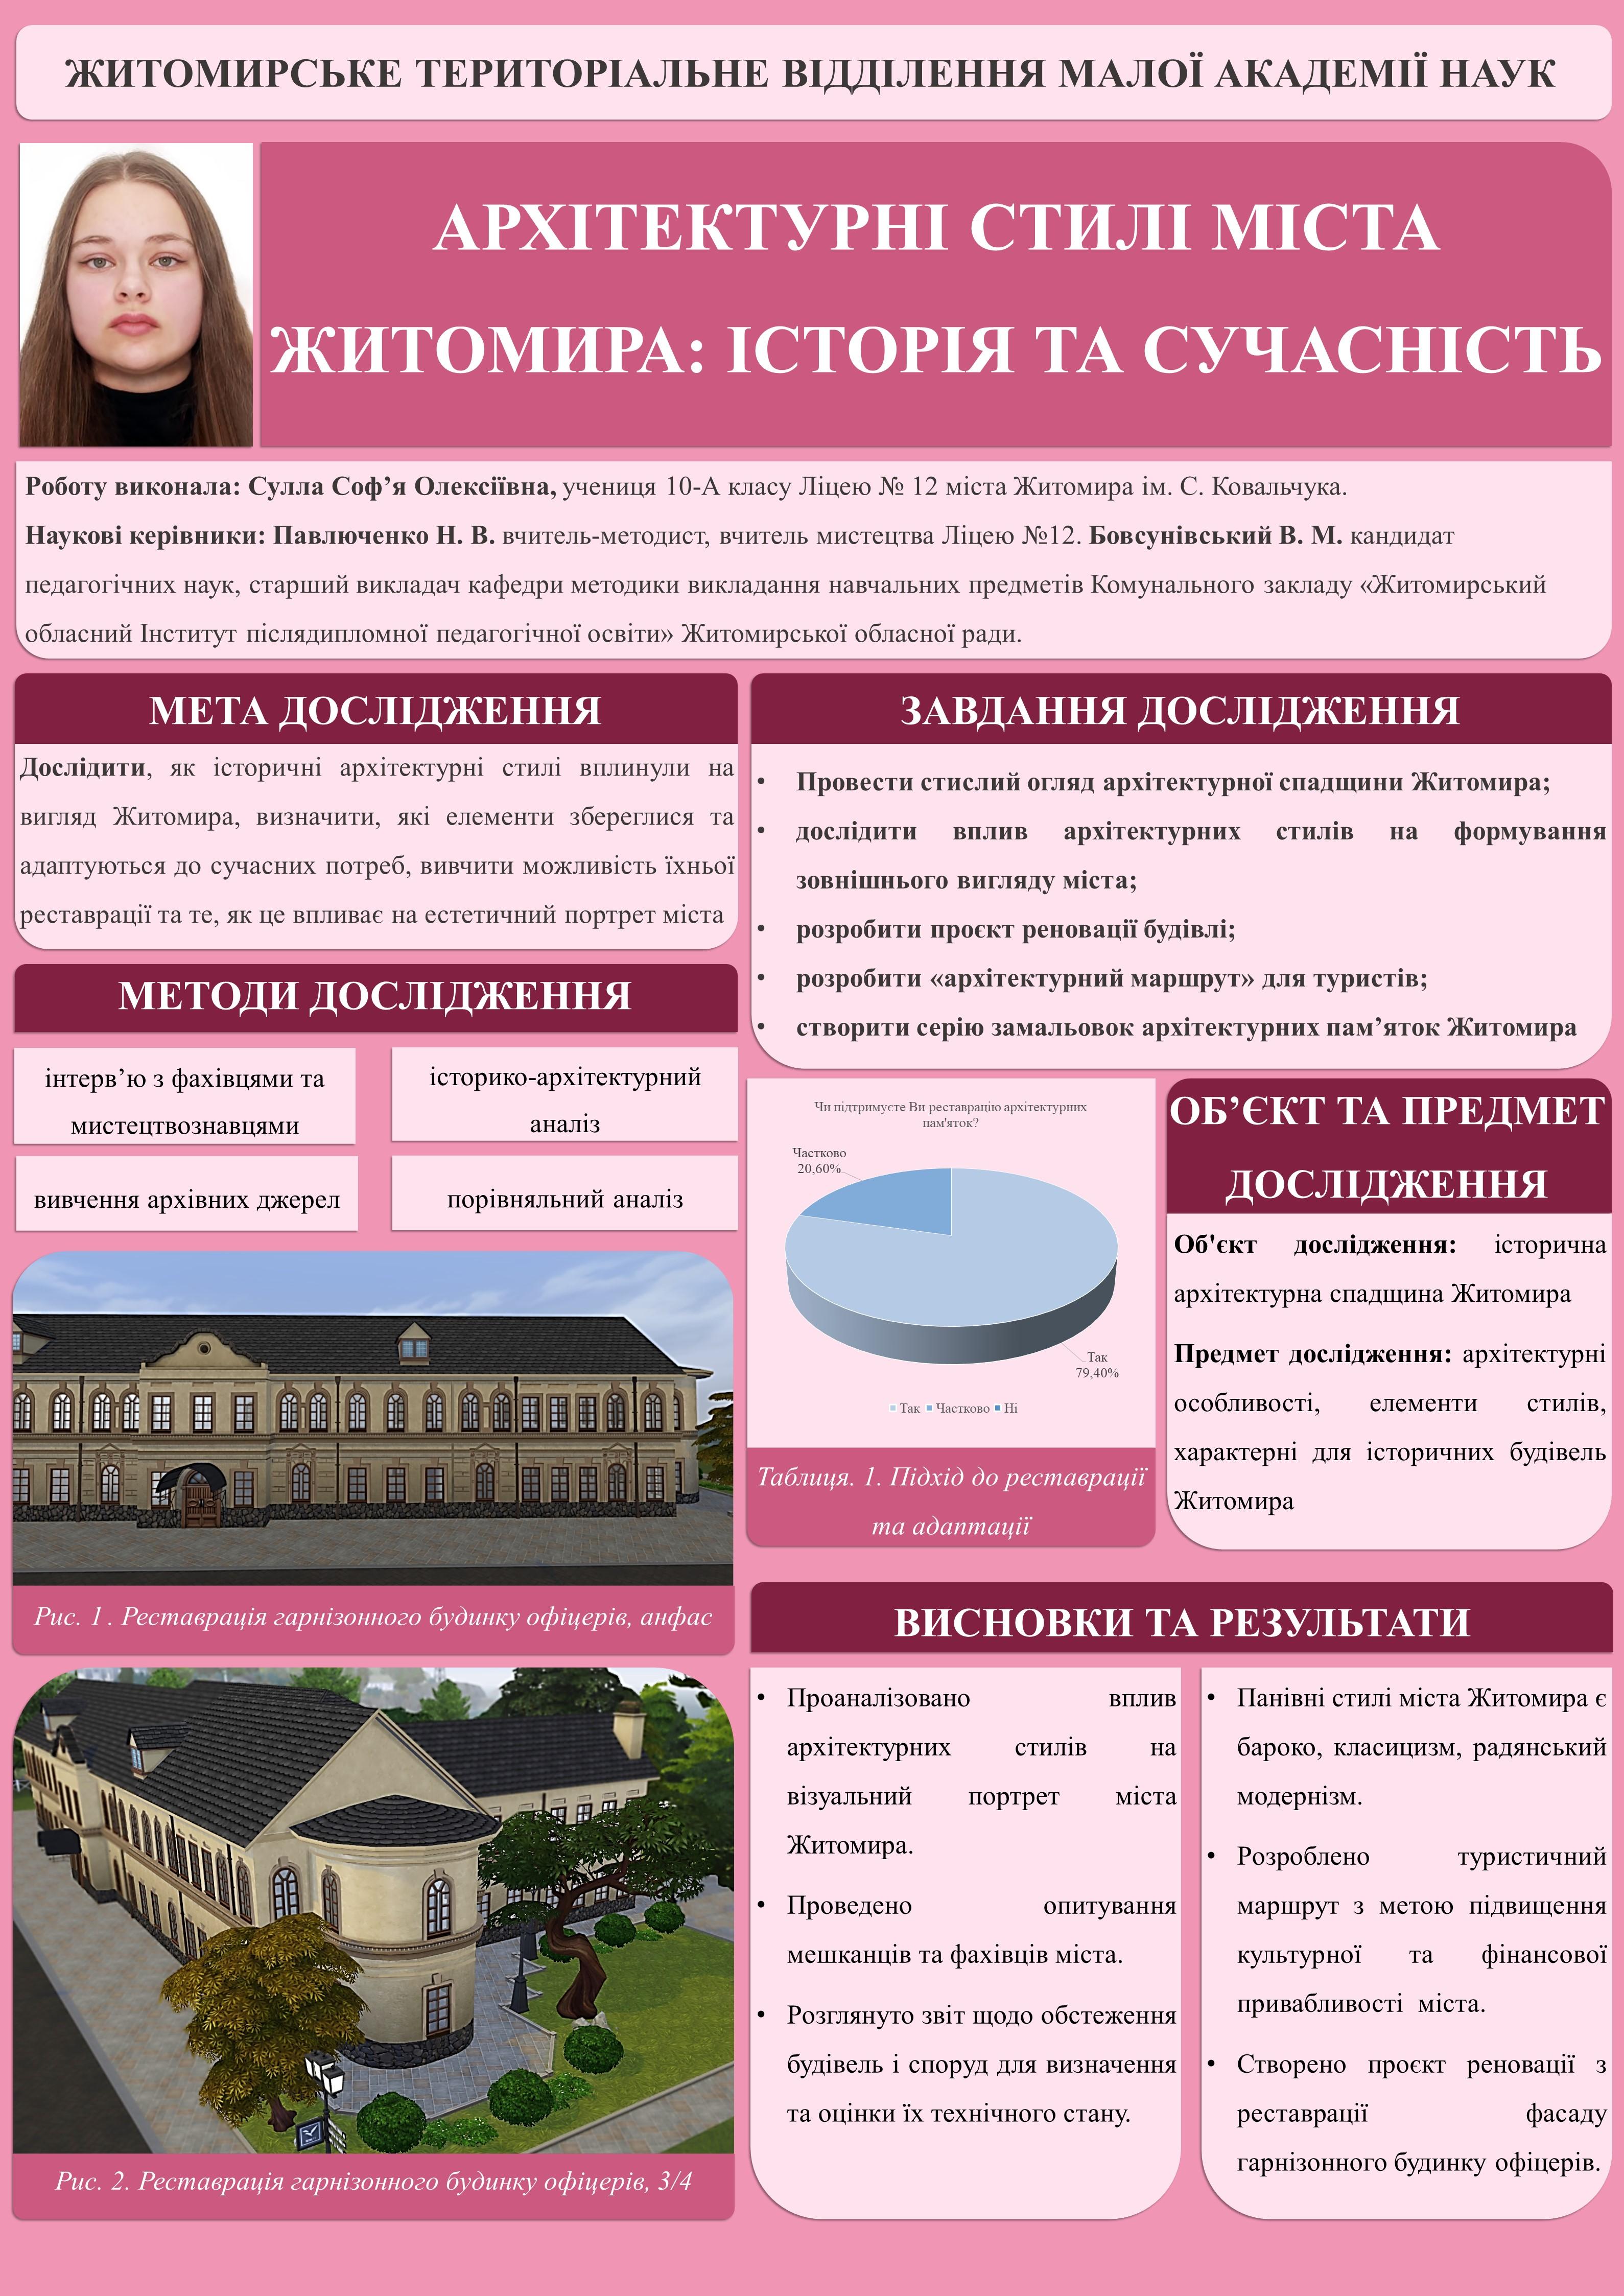 ЖИТОМИРСЬКЕ ТЕРИТОРІАЛЬНЕ ВІДДІЛЕННЯ МАЛОЇ АКАДЕМІЇ НАУК
АРХІТЕКТУРНІ СТИЛІ МІСТА
ЖИТОМИРА: ІСТОРІЯ ТА СУЧАСНІСТЬ
Роботу виконала: Сулла Соф’я Олексіївна, учениця 10-А класу Ліцею № 12 міста Житомира ім. С. Ковальчука.
Наукові керівники: Павлюченко Н. В. вчитель-методист, вчитель мистецтва Ліцею №12. Бовсунівський В. М. кандидат
педагогічних наук, старший викладач кафедри методики викладання навчальних предметів Комунального закладу «Житомирський
обласний Інститут післядипломної педагогічної освіти» Житомирської обласної ради.
МЕТА ДОСЛІДЖЕННЯ
Дослідити, як історичні архітектурні стилі вплинули на
вигляд Житомира, визначити, які елементи збереглися та
адаптуються до сучасних потреб, вивчити можливість їхньої
реставрації та те, як це впливає на естетичний портрет міста
ЗАВДАННЯ ДОСЛІДЖЕННЯ
• Провести стислий огляд архітектурної спадщини Житомира;
• дослідити вплив архітектурних стилів на формування
зовнішнього вигляду міста;
• розробити проєкт реновації будівлі;
• розробити «архітектурний маршрут» для туристів;
• створити серію замальовок архітектурних пам’яток Житомира
МЕТОДИ ДОСЛІДЖЕННЯ
інтерв’ю з фахівцями та
мистецтвознавцями
історико-архітектурний
аналіз
вивчення архівних джерел
порівняльний аналіз
Рис. 1. Реставрація гарнізонного будинку офіцерів, анфас
Рис. 2. Реставрація гарнізонного будинку офіцерів, 3/4
Чи підтримуєте Ви реставрацію архітектурних
пам'яток?
Частково
20,60%
Так
79,40%
Так Частково Ні
Таблиця. 1. Підхід до реставрації
та адаптації
ОБ’ЄКТ ТА ПРЕДМЕТ
ДОСЛІДЖЕННЯ
Об'єкт дослідження: історична
архітектурна спадщина Житомира
Предмет дослідження: архітектурні
особливості, елементи стилів,
характерні для історичних будівель
Житомира
ВИСНОВКИ ТА РЕЗУЛЬТАТИ
• Проаналізовано вплив
архітектурних стилів на
візуальний портрет міста
Житомира.
• Проведено опитування
мешканців та фахівців міста.
• Розглянуто звіт щодо обстеження
будівель і споруд для визначення
та оцінки їх технічного стану.
• Панівні стилі міста Житомира є
бароко, класицизм, радянський
модернізм.
• Розроблено туристичний
маршрут з метою підвищення
культурної та фінансової
привабливості міста.
• Створено проєкт реновації з
реставрації фасаду
гарнізонного будинку офіцерів.